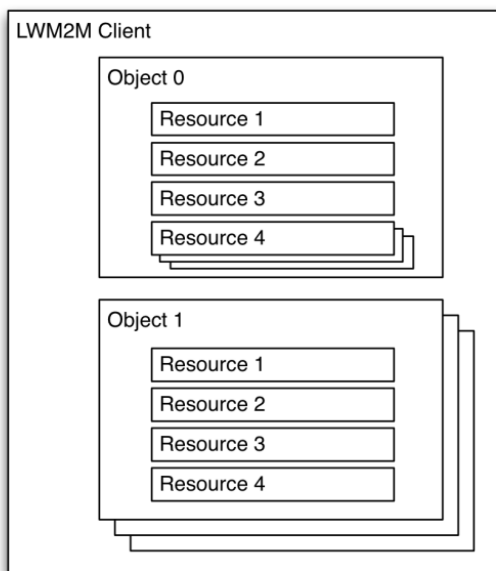 LWM2M Client
Object 0
Resource 1
Resource 2
Resource 3
Resource 4
Object 1
Resource 1
Resource 2
Resource 3
Resource 4